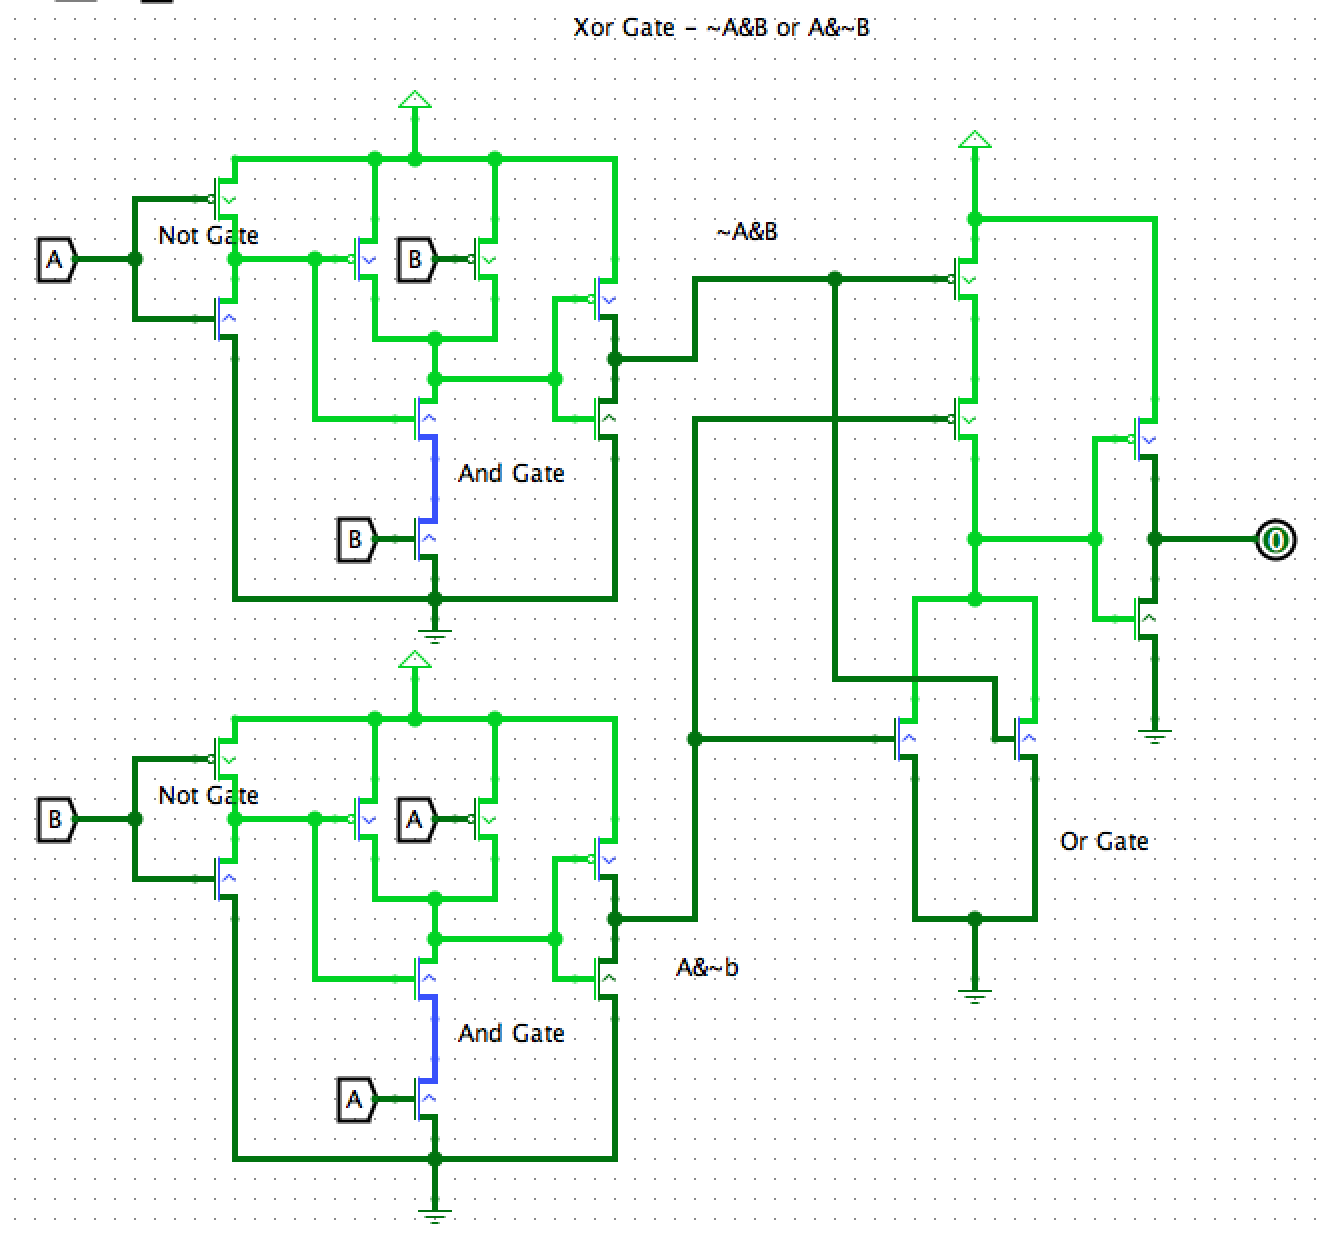 Xor Gate - ~A&B or A&~B
Not Gate
A
B
~A&B
And Gate
B
0
Not Gate
B
A
Or Gate
A&~b
And Gate
A